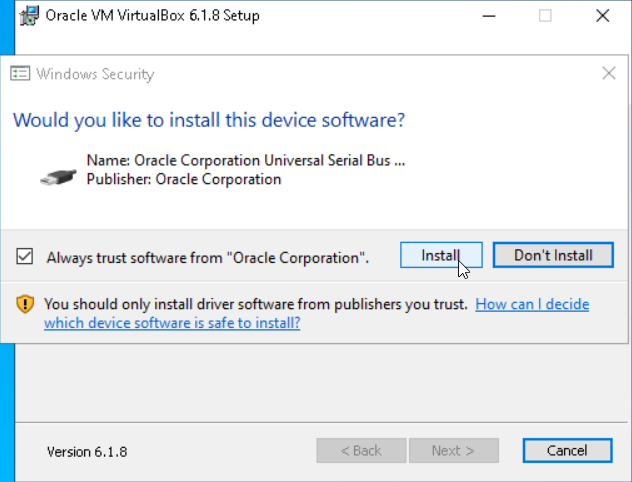 Oracle VM VirtualBox 6.1.8 Setup
Windows Security
Would you like to install this device software?
Name: Oracle Corporation Universal Serial Bus ...
Publisher: Oracle Corporation
Always trust software from "Oracle Corporation".
Install
Don't Install
You should only install driver software from publishers you trust. How can I decide
which device software is safe to install?
Version 6.1.8
< Back
Next >
Cancel